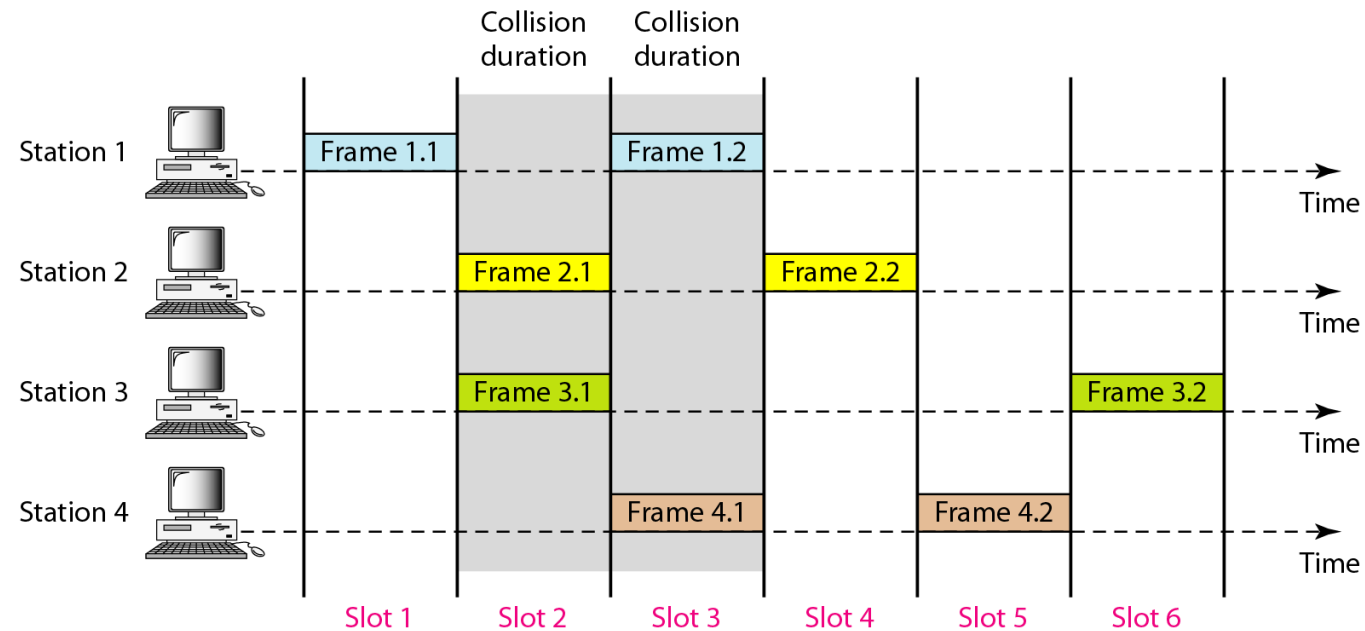 Collision
duration
Collision
duration
Station 1
Frame 1.1
Frame 1.2
Time
Station 2
Frame 2.1
Frame 2.2
Time
Station 3
Frame 3.1
Frame 3.2
Time
Station 4
Frame 4.1
Frame 4.2
Time
Slot 1
Slot 2
Slot 3
Slot 4
Slot 5
Slot 6